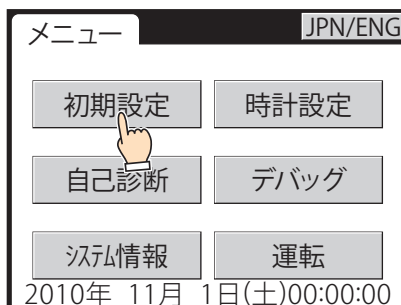 メニュー JPN/ENG
初期設定 時計設定
自己診断 デバッグ
ｼｽﾃﾑ情報 運転
2010年 11月 1日(土)00:00:00